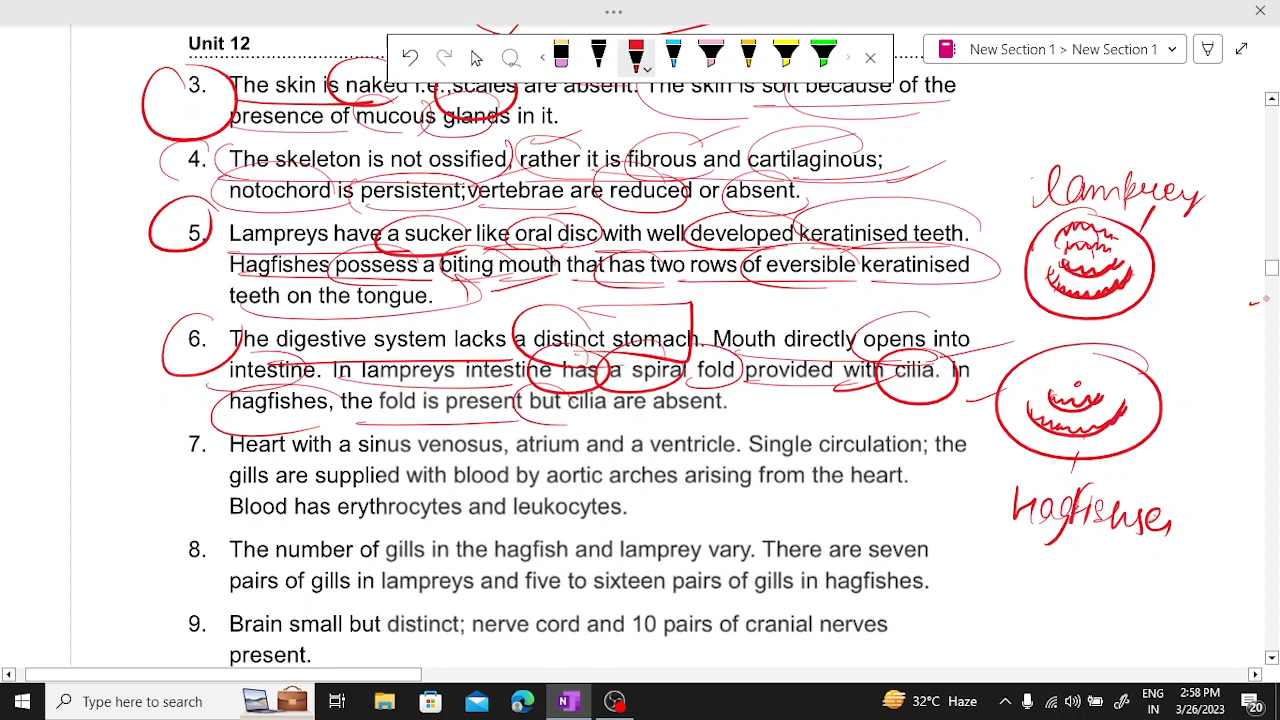 Unit 12
New Section 1 > New Section 1
3. The skin is naked i.e.,scales are absent. The skin is soft because of the
presence of mucous glands in it.
4. The skeleton is not ossified, rather it is fibrous and cartilaginous;
notochord is persistent;vertebrae are reduced or absent.
lamprey
5. Lampreys have a sucker like oral disc with well developed keratinised teeth.
Hagfishes possess a biting mouth that has two rows of eversible keratinised
teeth on the tongue.
6. The digestive system lacks a distinct stomach. Mouth directly opens into
intestine. In lampreys intestine has a spiral fold provided with cilia. In
hagfishes, the fold is present but cilia are absent.
7. Heart with a sinus venosus, atrium and a ventricle. Single circulation; the
gills are supplied with blood by aortic arches arising from the heart.
Blood has erythrocytes and leukocytes.
hagfishes
8. The number of gills in the hagfish and lamprey vary. There are seven
pairs of gills in lampreys and five to sixteen pairs of gills in hagfishes.
9. Brain small but distinct; nerve cord and 10 pairs of cranial nerves
present.
Type here to search
32°C Haze
ENG
IN
2:58 PM
3/26/2023
20